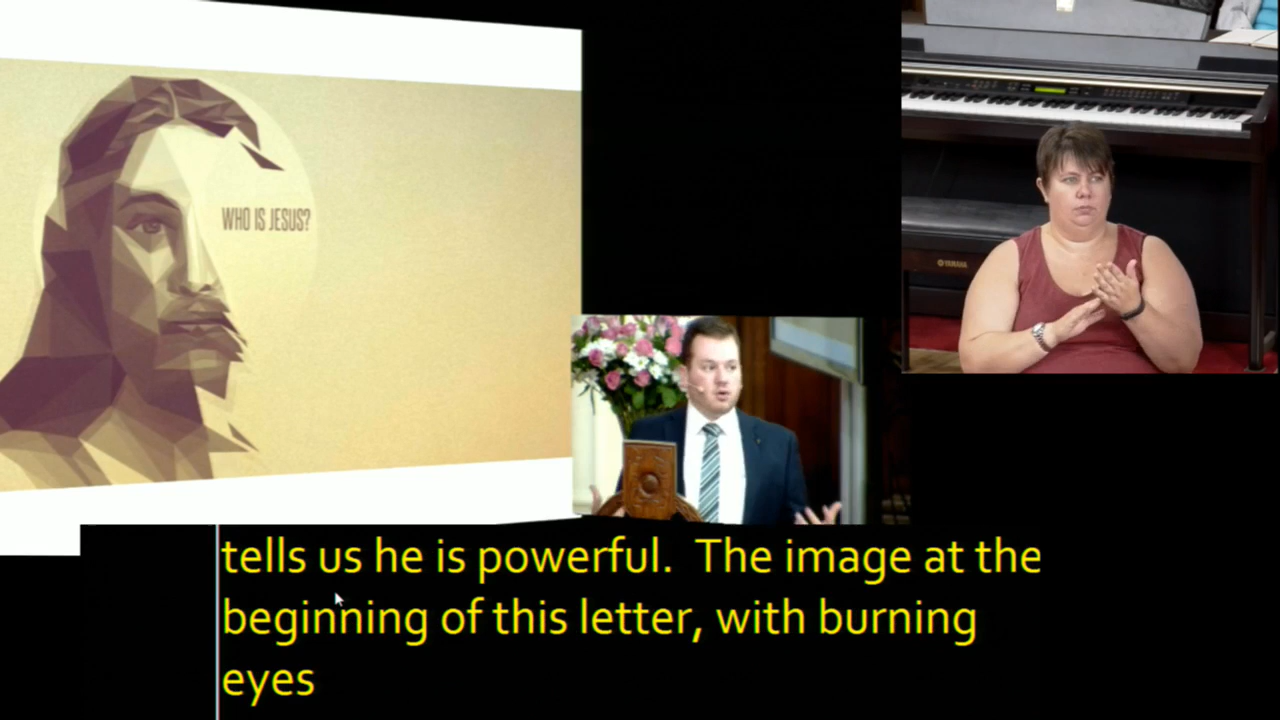 WHO IS JESUS?
YAMAHA
tells us he is powerful.  The image at the
beginning of this letter, with burning
eyes